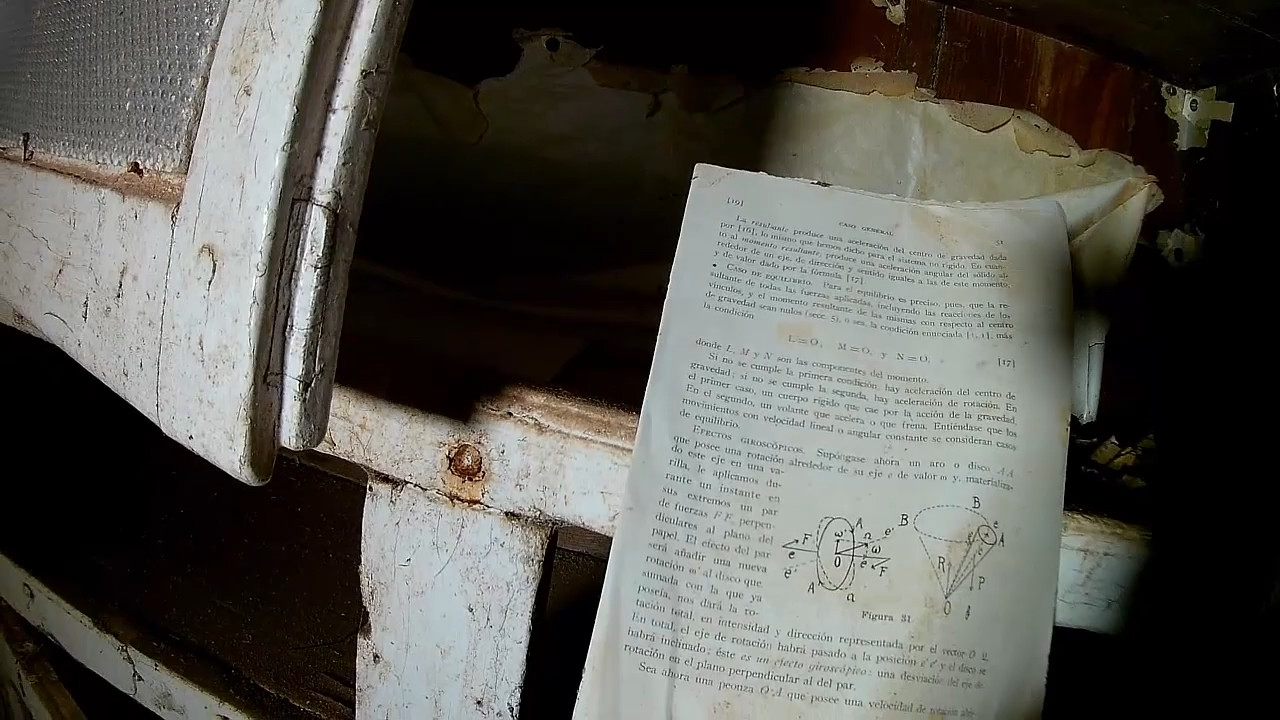 [19]
CASO GENERAL
51
La resultante produce una aceleración del centro de gravedad dada
por [16], lo mismo que hemos dicho para el sistema no rígido. En cuan-
to al momento resultante, produce una aceleración angular del sólido al-
rededor de un eje, de dirección y sentido iguales a las de este momento,
y de valor dado por la fórmula [17]
CASO DE EQUILIBRIO. Para el equilibrio es preciso, pues, que la re-
sultante de todas las fuerzas aplicadas, incluyendo las reacciones de los
vínculos, y el momento resultante de las mismas con respecto al centro
de gravedad sean nulos (secc. 5), o sea, la condición enunciada más
la condición
L = O, M = O, y N = O, [17]
donde L, M y N son las componentes del momento.
Si no se cumple la primera condición, hay aceleración del centro de
gravedad; si no se cumple la segunda, hay aceleración de rotación. En
el primer caso, un cuerpo rígido que cae por la acción de la gravedad.
En el segundo, un volante que acelera o que frena. Entiéndase que los
movimientos con velocidad lineal o angular constante se consideran casos
de equilibrio.
EFECTOS GIROSCÓPICOS. Supóngase ahora un aro o disco A A
que posee una rotación alrededor de su eje e de valor ω y, materializa-
do este eje en una va-
rilla, le aplicamos du-
rante un instante en
sus extremos un par
de fuerzas F F, perpen-
diculares al plano del
papel. El efecto del par
será añadir una nueva
rotación ω' al disco que
sumada con la que ya
poseía, nos dará la ro-
tación total, en intensidad y dirección representada por el vector O Ω.
En total, el eje de rotación habrá pasado a la posición e' e' y el disco se
habrá inclinado; éste es un efecto giroscópico: una desviación del eje de
rotación en el plano perpendicular al del par.
Sea ahora una peonza O A que posee una velocidad de rotación
F
e
e'
A
ω'
Ω
e'
ω
O
e
F
A
a
B
B
e
A
R
P
O
Figura 31